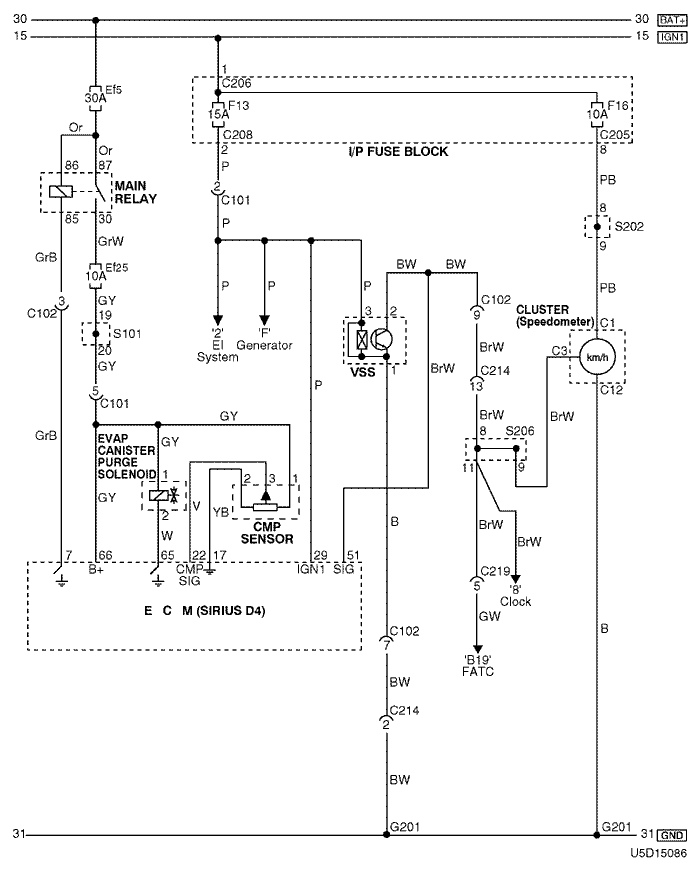 30 30 BAT+
15 15 IGN1
1
C206
Ef5
30A
F13
15A
F16
10A
C208
C205
I/P FUSE BLOCK
Or
Or
2
8
P
PB
86 87
MAIN
RELAY
2
C101
8
S202
9
85 30
P
GrB
GrW
BW BW
Ef25
10A
P P P
PB
GY
3
C102
19
S101
20
3 2
C102
9
CLUSTER
(Speedometer)
C1
'2'
EI
System
'F'
Generator
BrW
C3
km/h
GY
VSS
1
C214
13
BrW
C12
P
5
C101
BrW
BrW
GY
8 S206
GrB
EVAP
CANISTER
PURGE
SOLENOID
GY
1
2 3 1
11 9
GY
V
YB
2
CMP
SENSOR
B
BrW
BrW
W
7 66 65 22 17 29 51
B+ CMP
SIG
IGN1 SIG
C219
5
'8'
Clock
E C M (SIRIUS D4)
GW
B
C102
7
'B19'
FATC
BW
C214
2
BW
31 G201 G201 31 GND
U5D15086